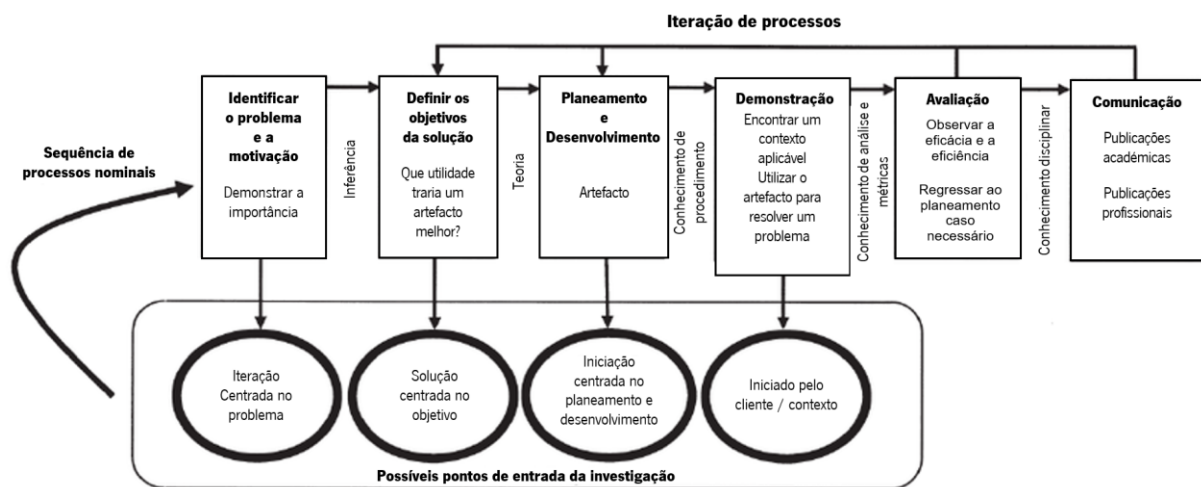 Iteração de processos
Sequência de
processos nominais
Identificar
o problema
e a
motivação
Demonstrar a
importância
Inferência
Definir os
objetivos
da solução
Que utilidade
traria um
artefacto
melhor?
Teoria
Planeamento
e
Desenvolvimento
Artefacto
Conhecimento de
procedimento
Demonstração
Encontrar um
contexto
aplicável
Utilizar o
artefacto para
resolver um
problema
Conhecimento de análise e
métricas
Avaliação
Observar a
eficácia e a
eficiência
Regressar ao
planeamento
caso
necessário
Conhecimento disciplinar
Comunicação
Publicações
académicas
Publicações
profissionais
Iteração
Centrada no
problema
Solução
centrada no
objetivo
Iniciação
centrada no
planeamento e
desenvolvimento
Iniciado pelo
cliente / contexto
Possíveis pontos de entrada da investigação